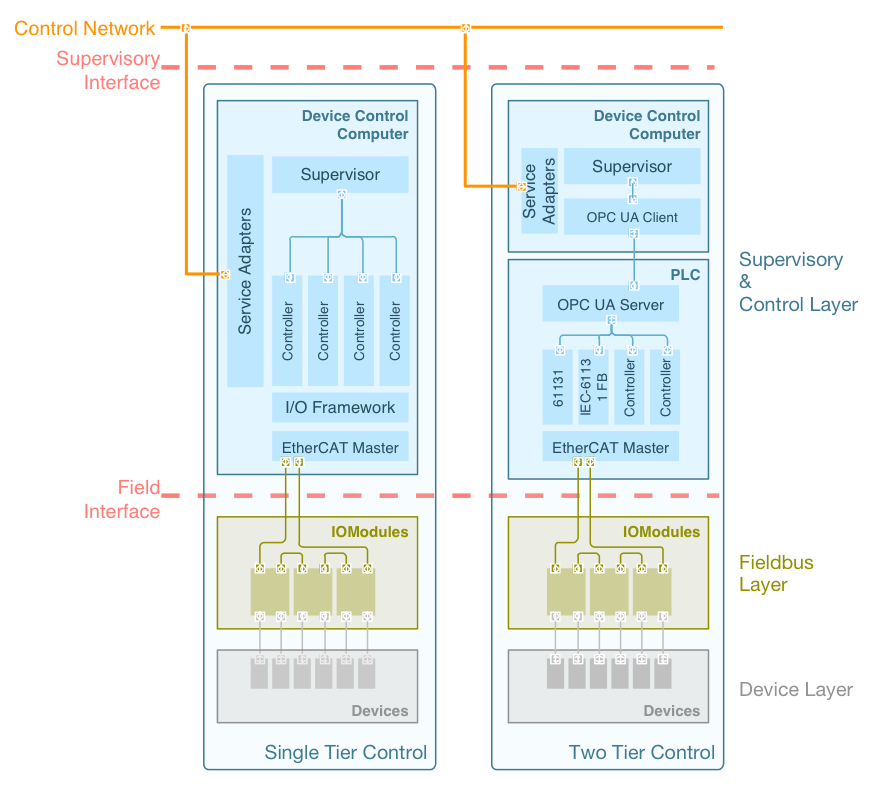 Control Network
Supervisory
Interface
Device Control
Computer
Supervisor
Service Adapters
Controller
Controller
Controller
Controller
I/O Framework
EtherCAT Master
Field
Interface
IOModules
Devices
Single Tier Control
Device Control
Computer
Service
Adapters
Supervisor
OPC UA Client
PLC
OPC UA Server
61131
IEC-6113
1 FB
Controller
Controller
EtherCAT Master
IOModules
Devices
Two Tier Control
Supervisory
&
Control Layer
Fieldbus
Layer
Device Layer